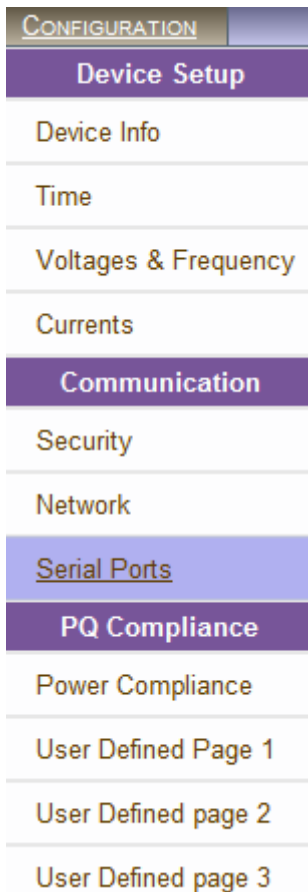 CONFIGURATION
Device Setup
Device Info
Time
Voltages & Frequency
Currents
Communication
Security
Network
Serial Ports
PQ Compliance
Power Compliance
User Defined Page 1
User Defined page 2
User Defined page 3